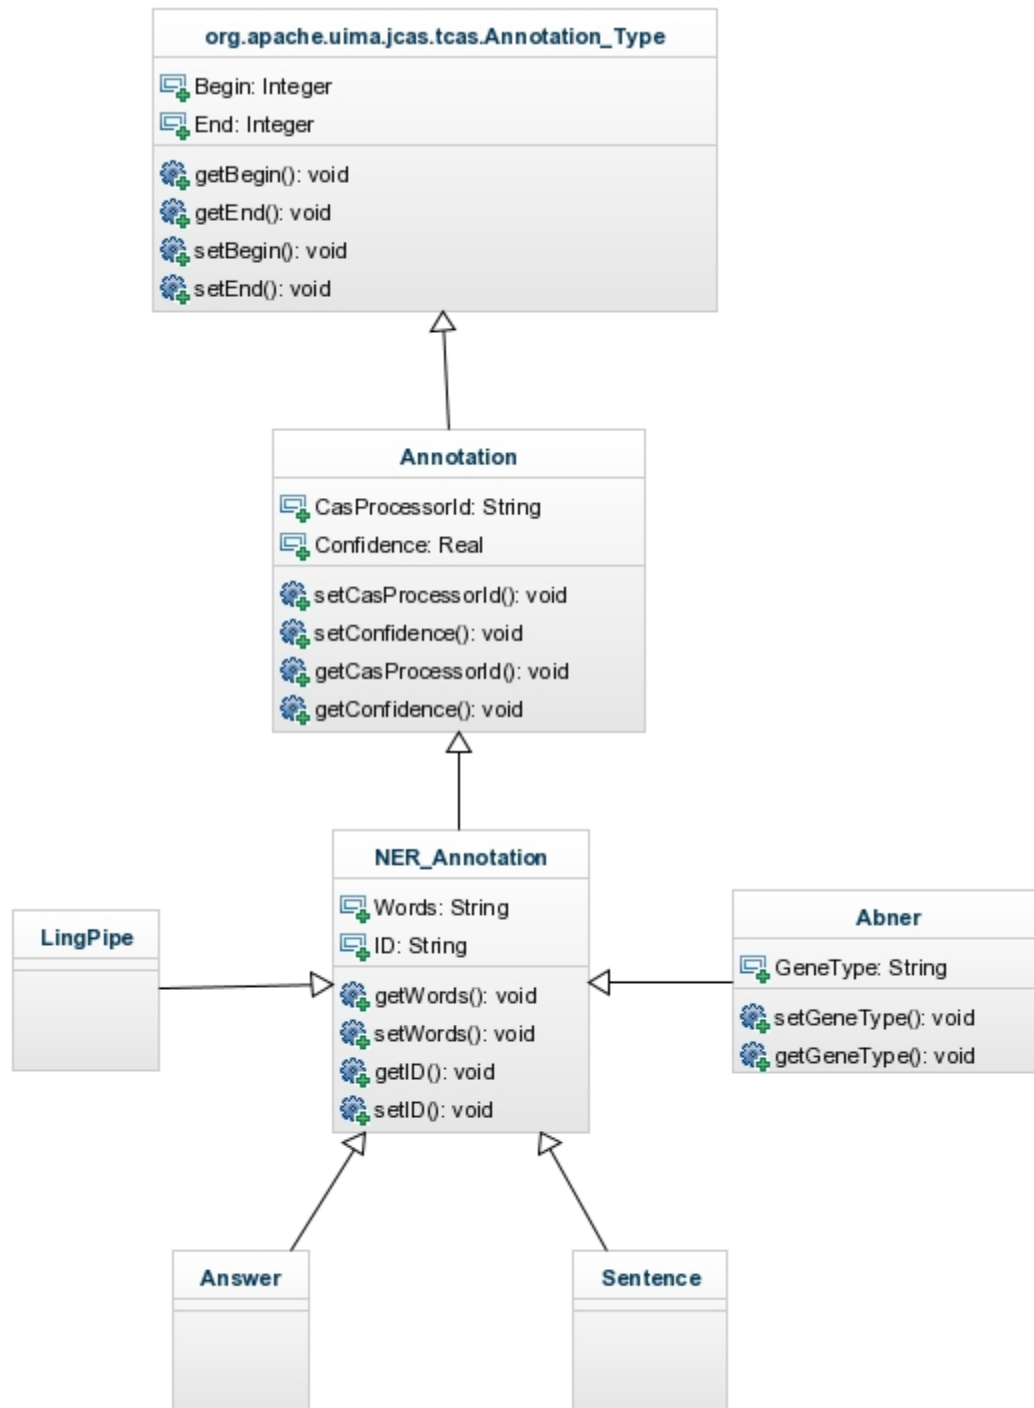 org.apache.uima.jcas.tcas.Annotation_Type
Begin: Integer
End: Integer
getBegin(): void
getEnd(): void
setBegin(): void
setEnd(): void
Annotation
CasProcessorId: String
Confidence: Real
setCasProcessorId(): void
setConfidence(): void
getCasProcessorId(): void
getConfidence(): void
NER_Annotation
Words: String
ID: String
getWords(): void
setWords(): void
getID(): void
setID(): void
LingPipe
Abner
GeneType: String
setGeneType(): void
getGeneType(): void
Answer
Sentence